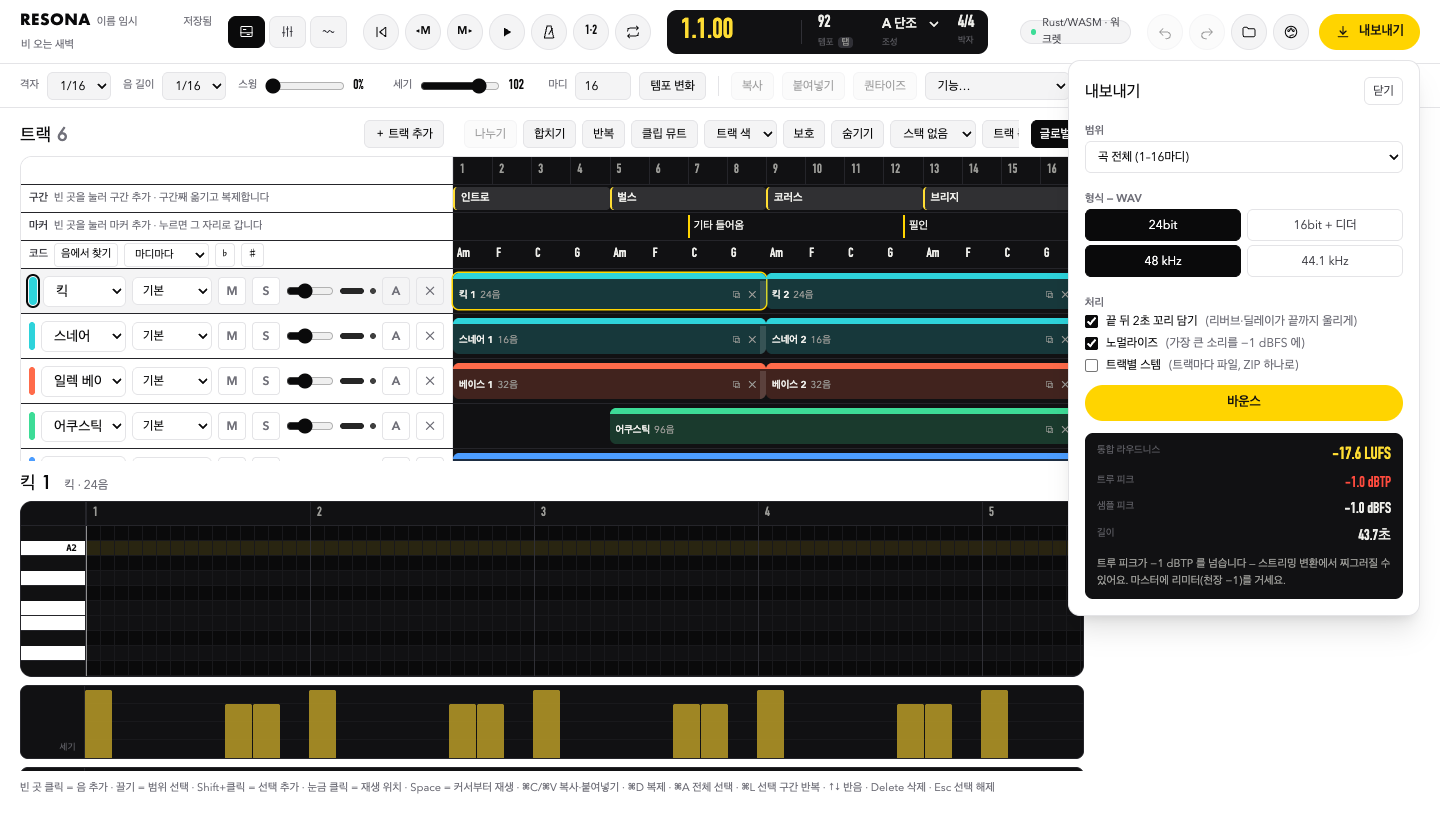 RESONA 이름 임시
비 오는 새벽
저장됨
◂M
M▸
1·2
1.1.00
92
템포 탭
A 단조
조성
4/4
박자
Rust/WASM · 워
크렛
내보내기
격자 1/16 음 길이 1/16 스윙 0% 세기 102 마디 16 템포 변화 복사 붙여넣기 퀀타이즈 기능...
트랙 6
+ 트랙 추가 나누기 합치기 반복 클립 뮤트 트랙 색 보호 숨기기 스택 없음 트랙 글로벌
1 2 3 4 5 6 7 8 9 10 11 12 13 14 15 16
구간 빈 곳을 눌러 구간 추가 · 구간째 옮기고 복제합니다
인트로 벌스 코러스 브리지
마커 빈 곳을 눌러 마커 추가 · 누르면 그 자리로 갑니다
기타 들어옴 필인
코드 음에서 찾기 마디마다 ♭ #
Am F C G Am F C G Am F C G Am F C G
킥 기본 M S A ×
킥 1 24음 킥 2 24음
스네어 기본 M S A ×
스네어 1 16음 스네어 2 16음
일렉 베이 기본 M S A ×
베이스 1 32음 베이스 2 32음
어쿠스틱 기본 M S A ×
어쿠스틱 96음
킥 1 킥 · 24음
1 2 3 4 5
A2
세기
빈 곳 클릭 = 음 추가 · 끌기 = 범위 선택 · Shift+클릭 = 선택 추가 · 눈금 클릭 = 재생 위치 · Space = 커서부터 재생 · ⌘C/⌘V 복사·붙여넣기 · ⌘D 복제 · ⌘A 전체 선택 · ⌘L 선택 구간 반복 · ↑↓ 반음 · Delete 삭제 · Esc 선택 해제
내보내기
닫기
범위
곡 전체 (1–16마디)
형식 — WAV
24bit 16bit + 디더
48 kHz 44.1 kHz
처리
끝 뒤 2초 꼬리 담기 (리버브·딜레이가 끝까지 울리게)
노멀라이즈 (가장 큰 소리를 −1 dBFS 에)
트랙별 스템 (트랙마다 파일, ZIP 하나로)
바운스
통합 라우드니스 −17.6 LUFS
트루 피크 −1.0 dBTP
샘플 피크 −1.0 dBFS
길이 43.7초
트루 피크가 −1 dBTP 를 넘습니다 — 스트리밍 변환에서 찌그러질 수
있어요. 마스터에 리미터(천장 −1)를 거세요.